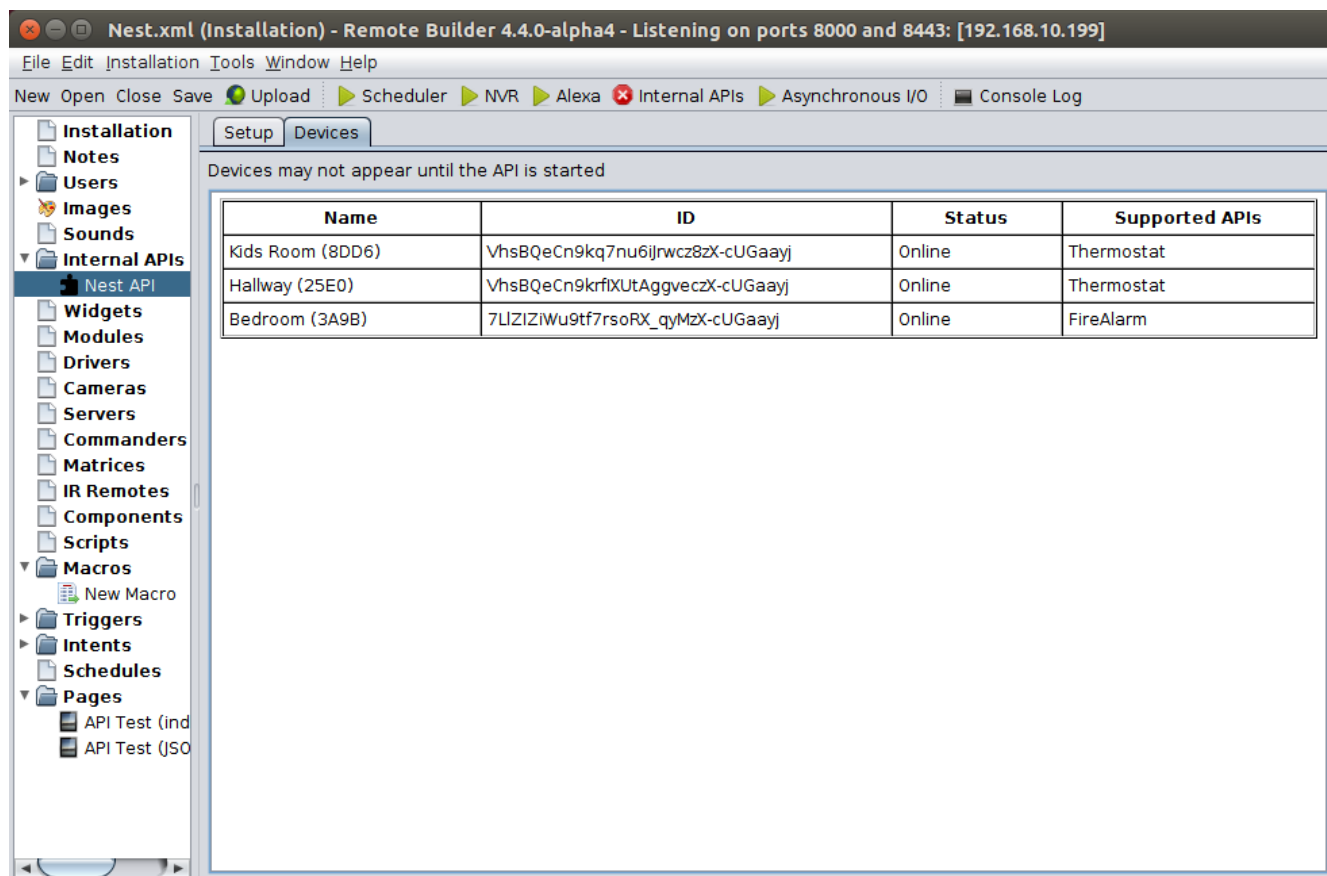 Nest.xml (Installation) - Remote Builder 4.4.0-alpha4 - Listening on ports 8000 and 8443: [192.168.10.199]
File Edit Installation Tools Window Help
New Open Close Save Upload Scheduler NVR Alexa Internal APIs Asynchronous I/O Console Log
Installation
Notes
Users
Images
Sounds
Internal APIs
Nest API
Widgets
Modules
Drivers
Cameras
Servers
Commanders
Matrices
IR Remotes
Components
Scripts
Macros
New Macro
Triggers
Intents
Schedules
Pages
API Test (ind
API Test (JSO
Setup Devices
Devices may not appear until the API is started
Name ID Status Supported APIs
Kids Room (8DD6) VhsBQeCn9kq7nu6iJrwcz8zX-cUGaayj Online Thermostat
Hallway (25E0) VhsBQeCn9krfIXUtAggveczX-cUGaayj Online Thermostat
Bedroom (3A9B) 7LlZIZiWu9tf7rsoRX_qyMzX-cUGaayj Online FireAlarm